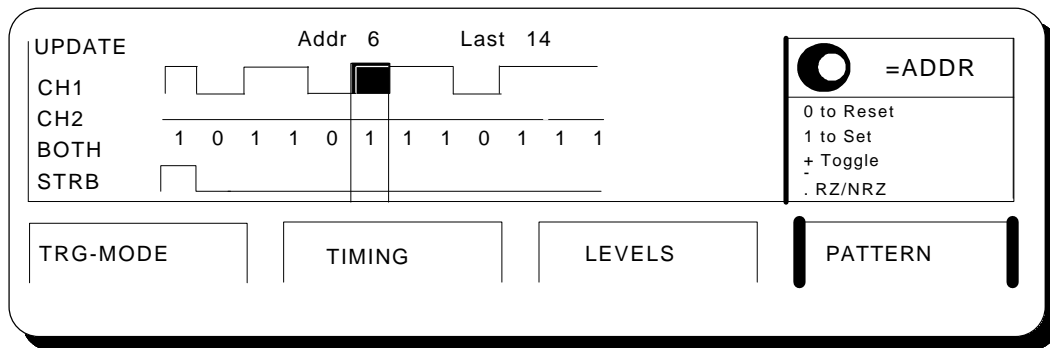 UPDATE
Addr 6 Last 14
CH1
CH2
1 0 1 1 0 1 1 1 0 1 1 1
BOTH
STRB
=ADDR
0 to Reset
1 to Set
+ Toggle
-
. RZ/NRZ
TRG-MODE
TIMING
LEVELS
PATTERN